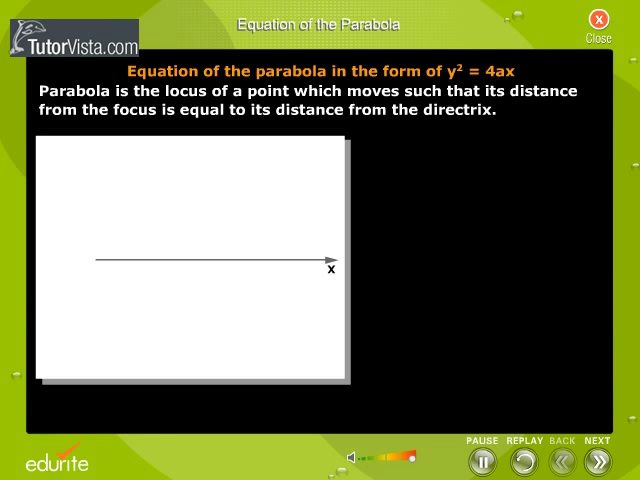 Equation of the Parabola
x
Close
TutorVista.com
Equation of the parabola in the form of y² = 4ax
Parabola is the locus of a point which moves such that its distance
from the focus is equal to its distance from the directrix.
x
PAUSE REPLAY BACK NEXT
edurite